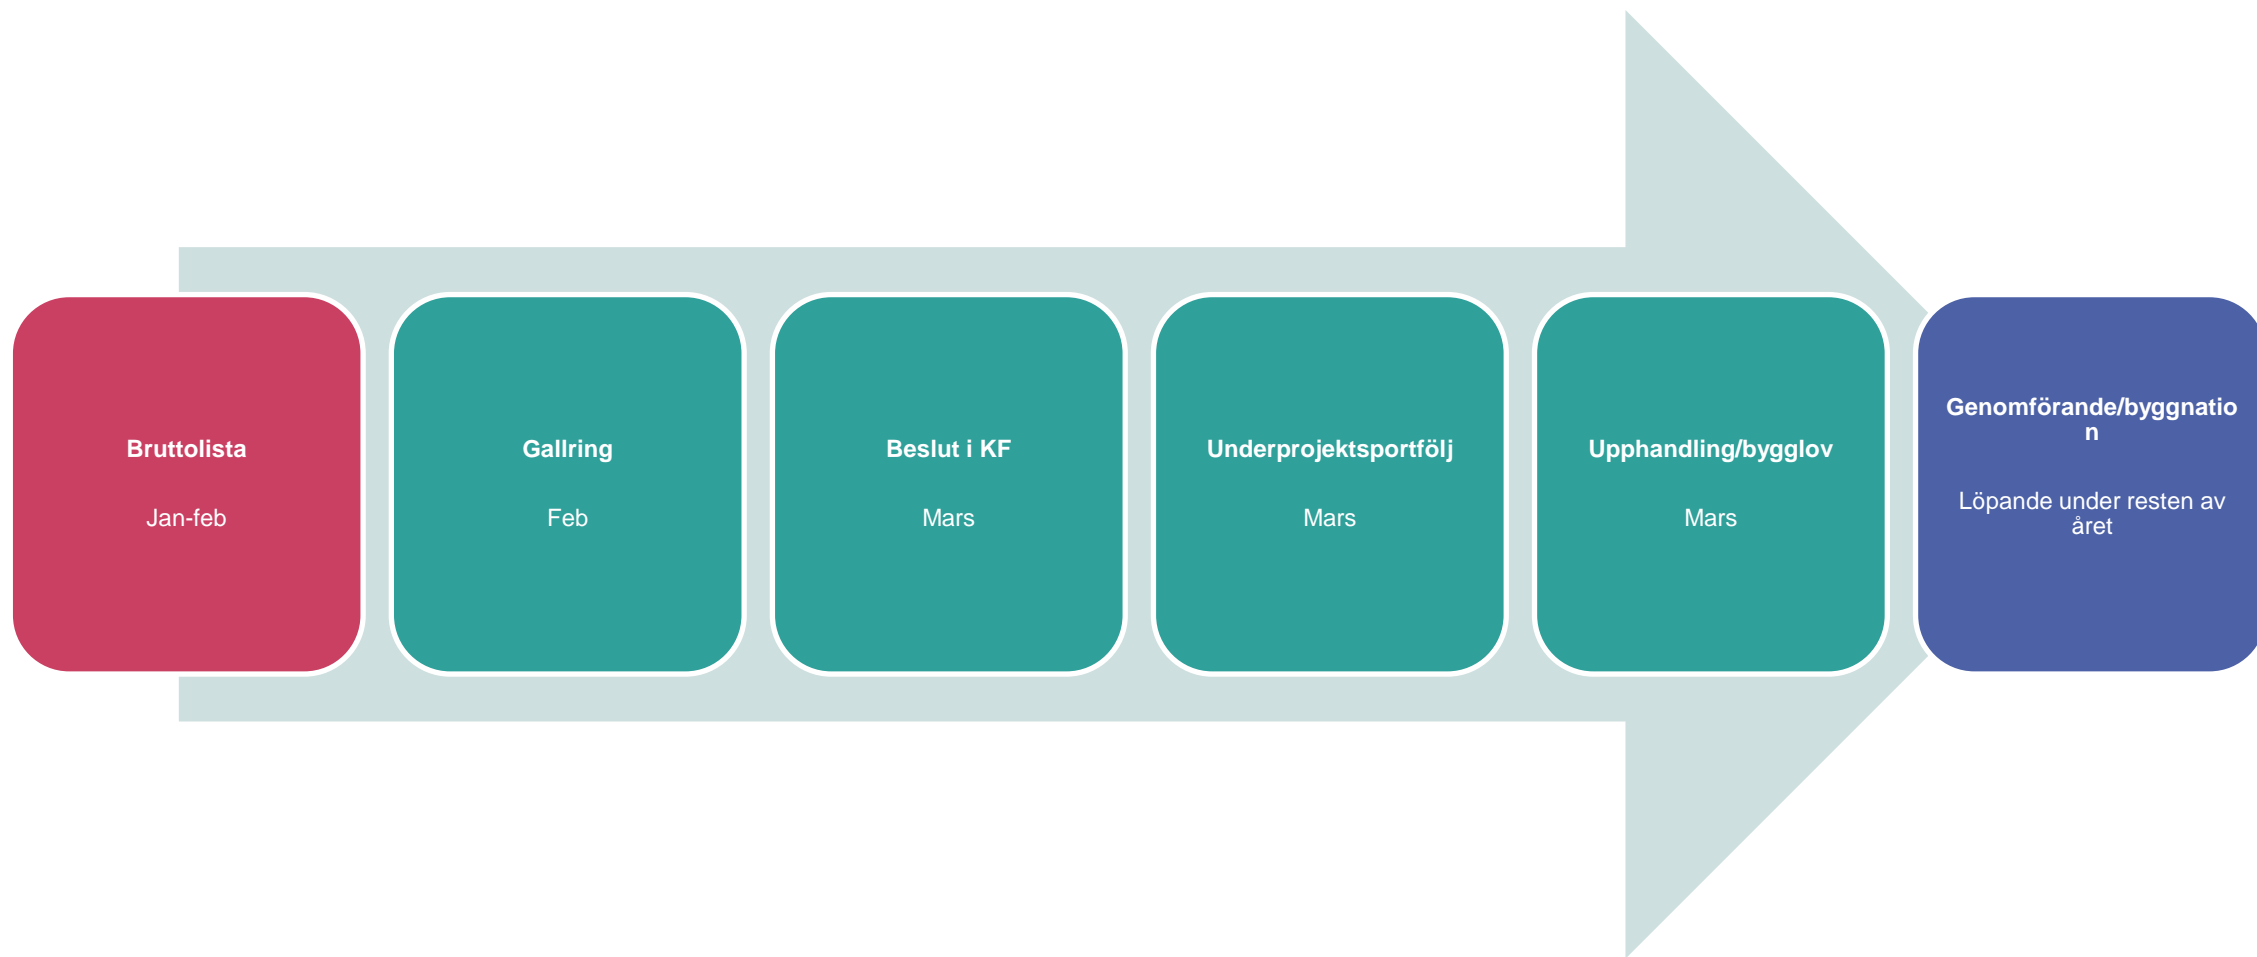 Bruttolista
Jan-feb
Gallring
Feb
Beslut i KF
Mars
Underprojektsportfölj
Mars
Upphandling/bygglov
Mars
Genomförande/byggnatio
n
Löpande under resten av
året